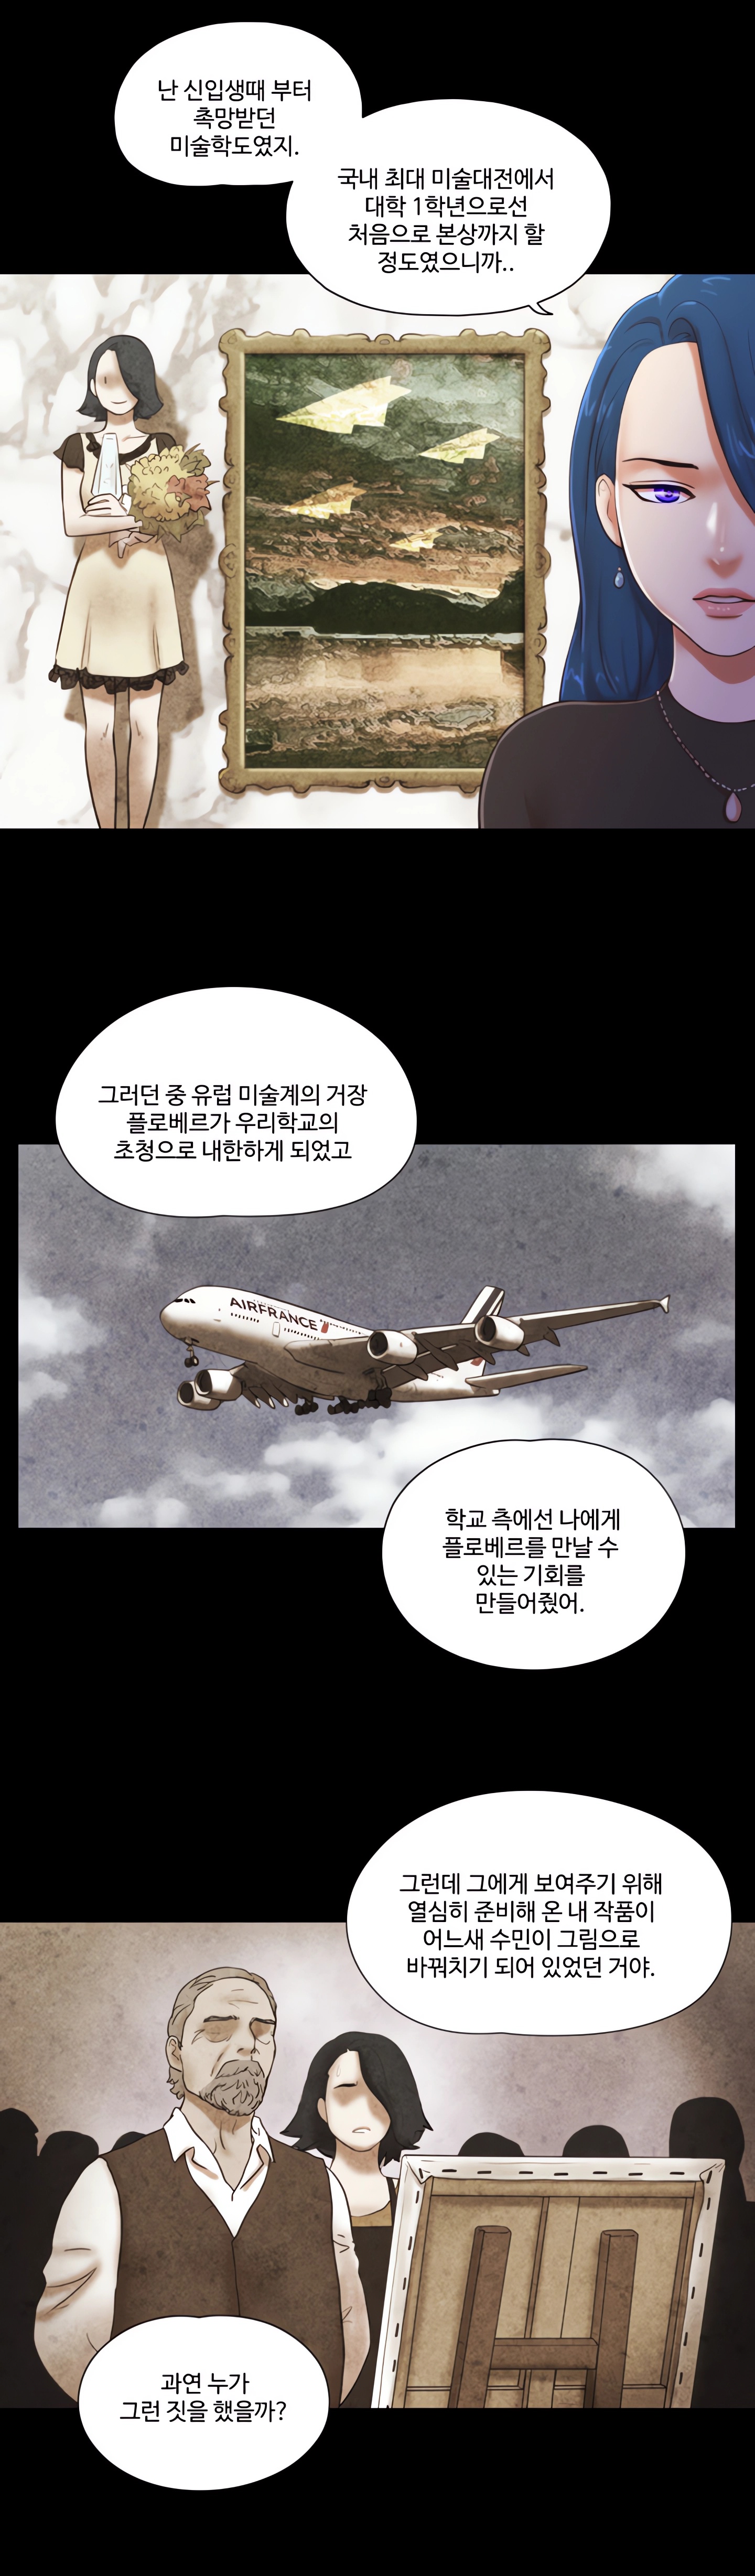 난 신입생때 부터
촉망받던
미술학도였지.
국내 최대 미술대전에서
대학 1학년으로선
처음으로 본상까지 할
정도였으니까..
그러던 중 유럽 미술계의 거장
플로베르가 우리학교의
초청으로 내한하게 되었고
AIRFRANCE
학교 측에선 나에게
플로베르를 만날 수
있는 기회를
만들어줬어.
그런데 그에게 보여주기 위해
열심히 준비해 온 내 작품이
어느새 수민이 그림으로
바꿔치기 되어 있었던 거야.
과연 누가
그런 짓을 했을까?